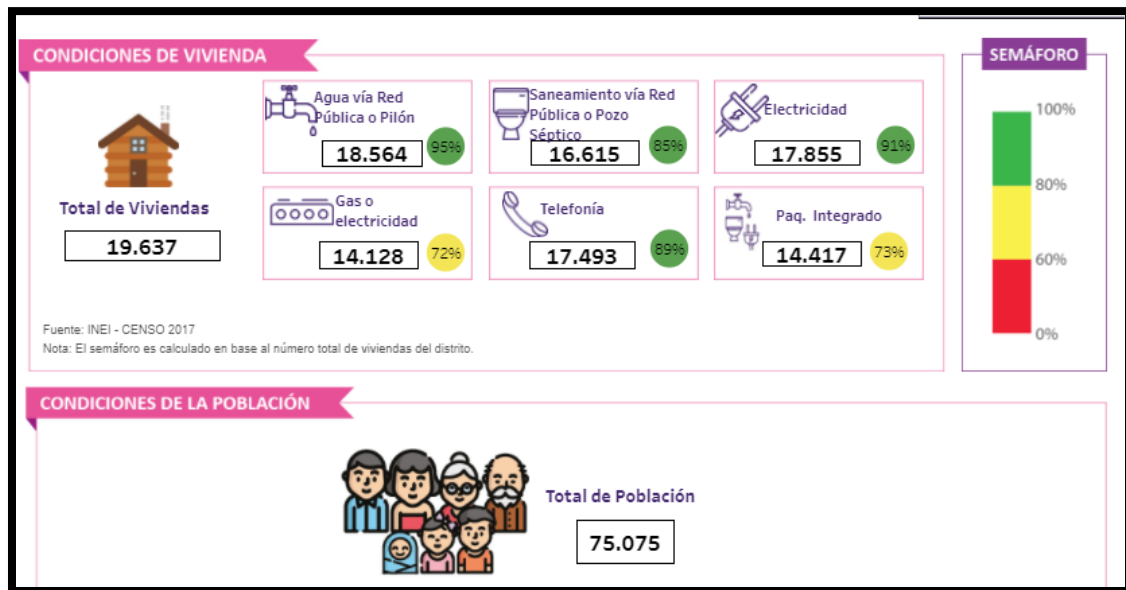 CONDICIONES DE VIVIENDA
SEMÁFORO
Total de Viviendas
19.637
Agua vía Red
Pública o Pilón
18.564
95%
Saneamiento vía Red
Pública o Pozo
Séptico
16.615
85%
Electricidad
17.855
91%
Gas o
electricidad
14.128
72%
Telefonía
17.493
89%
Paq. Integrado
14.417
73%
100%
80%
60%
0%
Fuente: INEI - CENSO 2017
Nota: El semáforo es calculado en base al número total de viviendas del distrito.
CONDICIONES DE LA POBLACIÓN
Total de Población
75.075